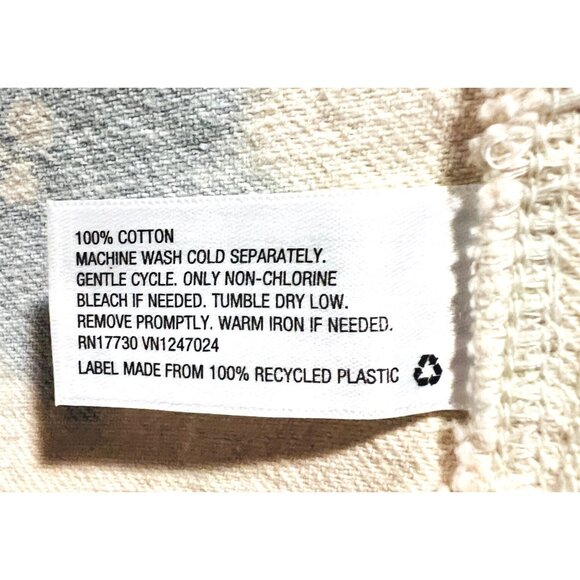 100% COTTON
MACHINE WASH COLD SEPARATELY.
GENTLE CYCLE. ONLY NON-CHLORINE
BLEACH IF NEEDED. TUMBLE DRY LOW.
REMOVE PROMPTLY. WARM IRON IF NEEDED.
RN17730 VN1247024
LABEL MADE FROM 100% RECYCLED PLASTIC